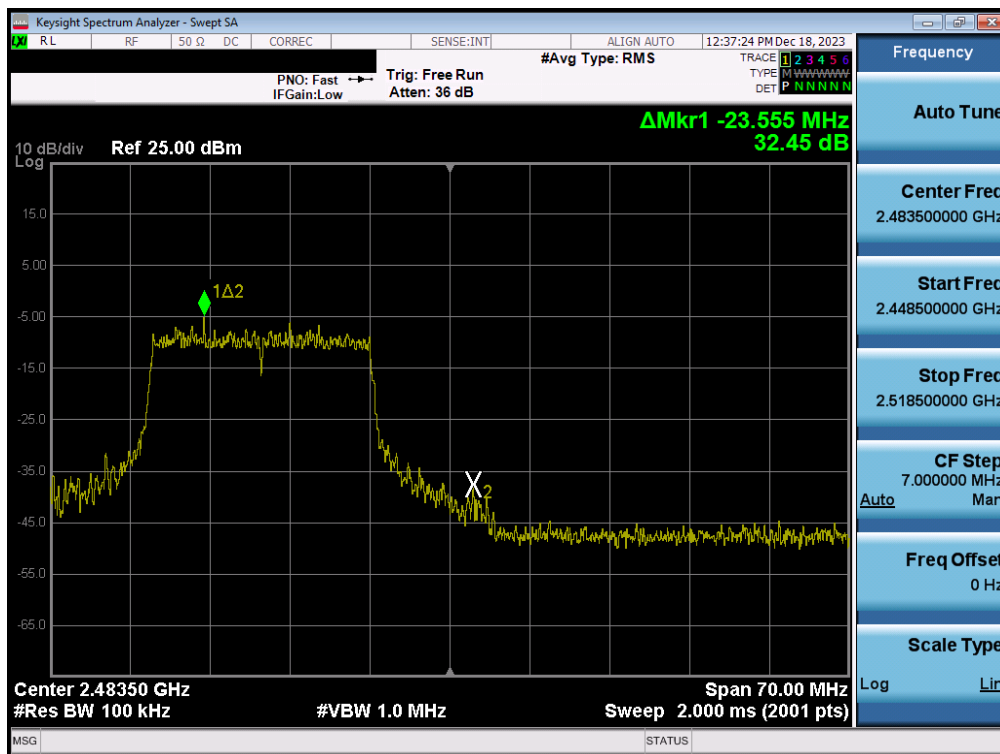 Keysight Spectrum Analyzer - Swept SA
LXI RL RF 50 Ω DC CORREC SENSE:INT ALIGN AUTO 12:37:24 PM Dec 18, 2023
#Avg Type: RMS
TRACE 1 2 3 4 5 6
PNO: Fast
IFGain:Low
Trig: Free Run
Atten: 36 dB
TYPE M W W W W W
DET P N N N N N
ΔMkr1 -23.555 MHz
32.45 dB
10 dB/div Ref 25.00 dBm
Log
15.0
5.00
-5.00
-15.0
-25.0
-35.0
-45.0
-55.0
-65.0
1Δ2
X2
Center 2.48350 GHz
Span 70.00 MHz
#Res BW 100 kHz
#VBW 1.0 MHz
Sweep 2.000 ms (2001 pts)
MSG
STATUS
Frequency
Auto Tune
Center Freq
2.483500000 GHz
Start Freq
2.448500000 GHz
Stop Freq
2.518500000 GHz
CF Step
7.000000 MHz
Auto Man
Freq Offset
0 Hz
Scale Type
Log Lin